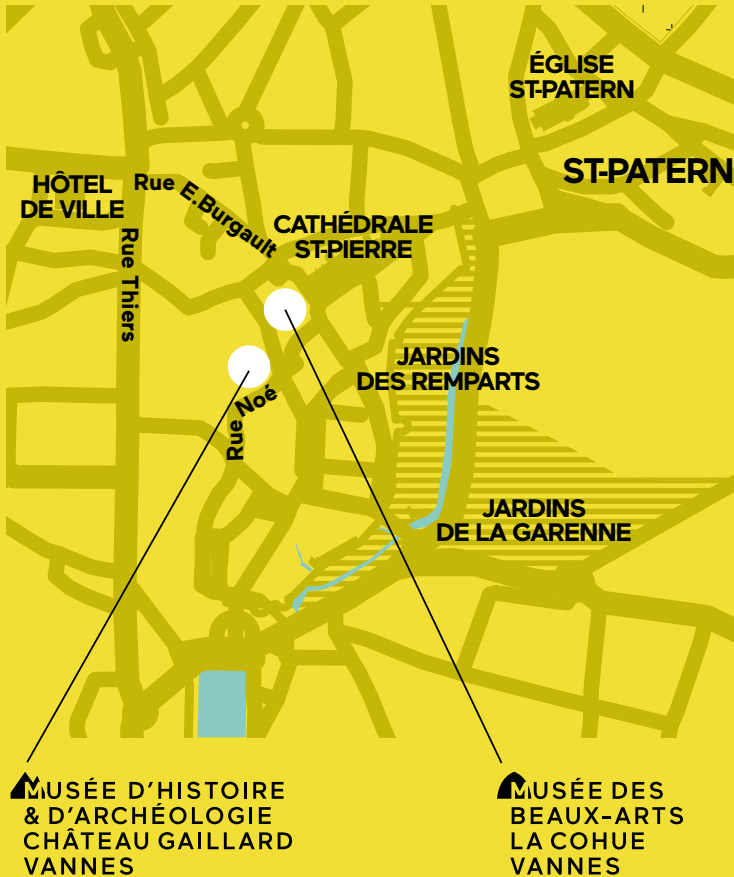 ÉGLISE
ST-PATERN
ST-PATERN
HÔTEL
DE VILLE
Rue E.Burgault
CATHÉDRALE
ST-PIERRE
Rue Thiers
JARDINS
DES REMPARTS
Rue Noé
JARDINS
DE LA GARENNE
MUSÉE D'HISTOIRE
& D'ARCHÉOLOGIE
CHÂTEAU GAILLARD
VANNES
MUSÉE DES
BEAUX-ARTS
LA COHUE
VANNES